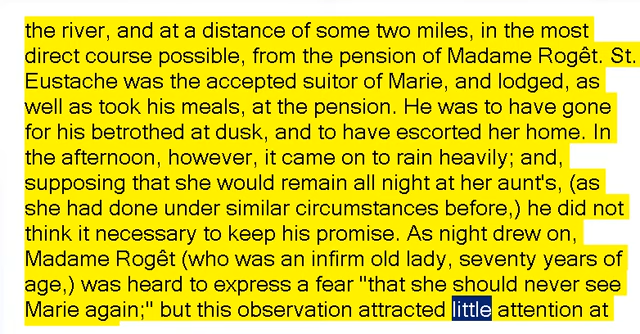 the river, and at a distance of some two miles, in the most
direct course possible, from the pension of Madame Rogêt. St.
Eustache was the accepted suitor of Marie, and lodged, as
well as took his meals, at the pension. He was to have gone
for his betrothed at dusk, and to have escorted her home. In
the afternoon, however, it came on to rain heavily; and,
supposing that she would remain all night at her aunt's, (as
she had done under similar circumstances before,) he did not
think it necessary to keep his promise. As night drew on,
Madame Rogêt (who was an infirm old lady, seventy years of
age,) was heard to express a fear "that she should never see
Marie again;" but this observation attracted little attention at